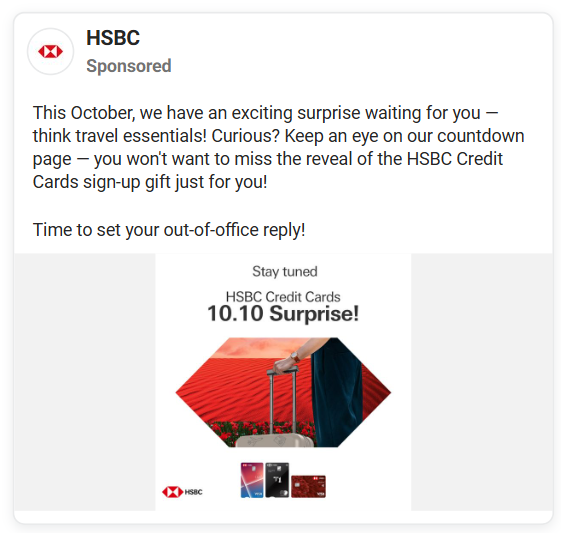 HSBC
Sponsored
This October, we have an exciting surprise waiting for you —
think travel essentials! Curious? Keep an eye on our countdown
page — you won't want to miss the reveal of the HSBC Credit
Cards sign-up gift just for you!
Time to set your out-of-office reply!
Stay tuned
HSBC Credit Cards
10.10 Surprise!
HSBC